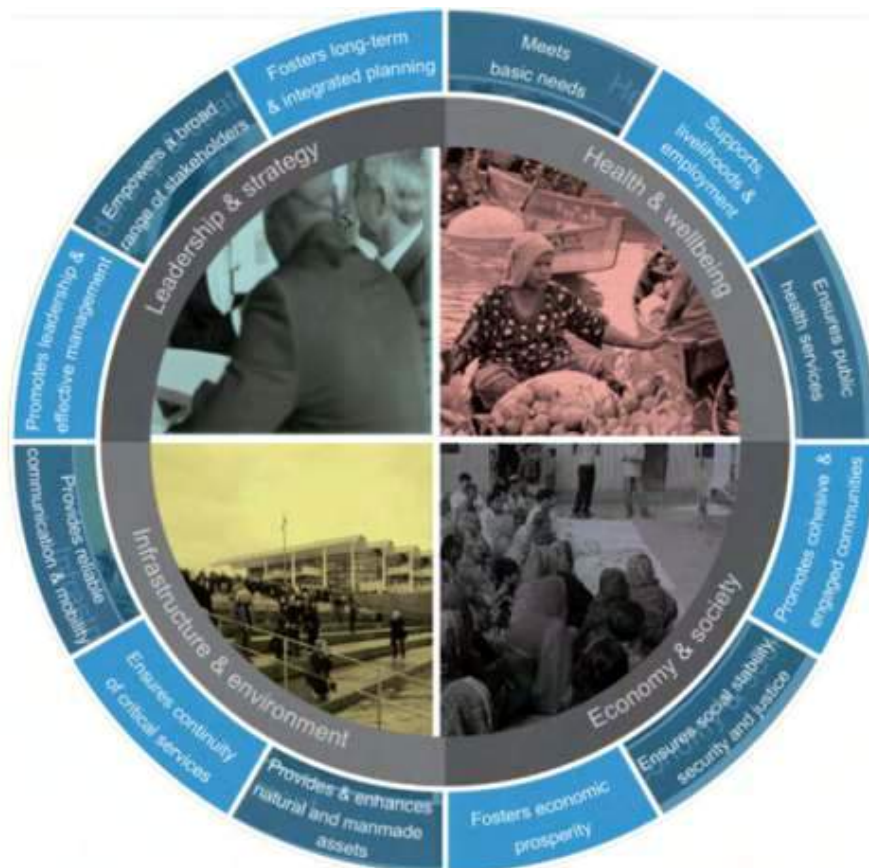 Fosters long-term
& integrated planning
Meets
basic needs
Supports
livelihoods &
employment
Ensures public
health services
Promotes cohesive &
engaged communities
Ensures social stability,
security and justice
Fosters economic
prosperity
Provides & enhances
natural and manmade
assets
Ensures continuity
of critical services
Provides reliable
communication & mobility
Promotes leadership &
effective management
Empowers a broad
range of stakeholders
Leadership & strategy
Health & wellbeing
Economy & society
Infrastructure & environment